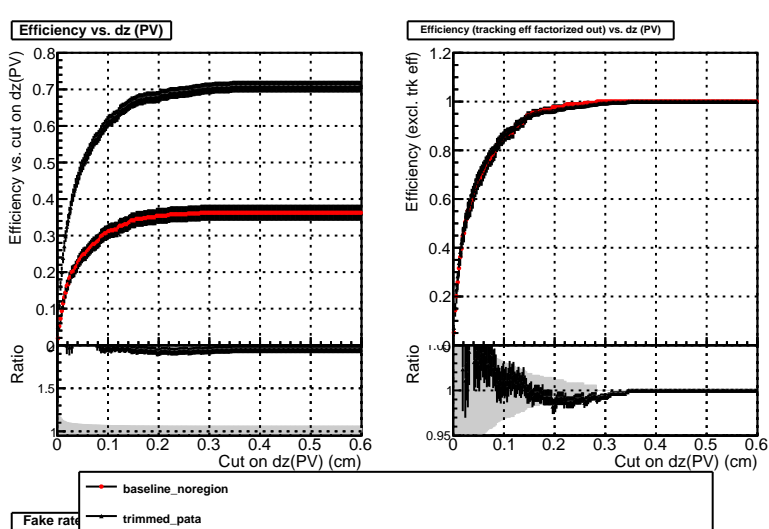 Efficiency vs. dz (PV)
Efficiency vs. cut on dz(PV)
0.8
0.7
0.6
0.5
0.4
0.3
0.2
0.1
Ratio
1.5
1
0 0.1 0.2 0.3 0.4 0.5 0.6
Cut on dz(PV) (cm)
Efficiency (tracking eff factorized out) vs. dz (PV)
Efficiency (excl. trk eff)
1.2
1
0.8
0.6
0.4
0.2
Ratio
1
0.95
0 0.1 0.2 0.3 0.4 0.5 0.6
Cut on dz(PV) (cm)
baseline_noregion
trimmed_pata
Fake rate